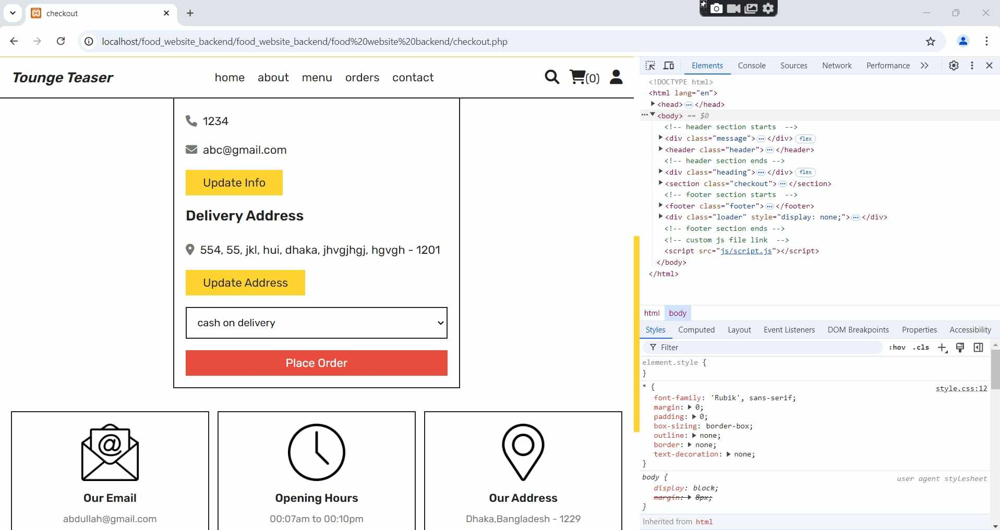 checkout
localhost/food_website_backend/food_website_backend/food%20website%20backend/checkout.php
Tounge Teaser
home about menu orders contact
(0)
1234
abc@gmail.com
Update Info
Delivery Address
554, 55, jkl, hui, dhaka, jhvgjhgj, hgvgh - 1201
Update Address
cash on delivery
Place Order
Our Email
abdullah@gmail.com
Opening Hours
00:07am to 00:10pm
Our Address
Dhaka,Bangladesh - 1229
Elements Console Sources Network Performance
<!DOCTYPE html>
<html lang="en">
<head> </head>
<body> == $0
<!-- header section starts -->
<div class="message"> </div> flex
<header class="header"> </header>
<!-- header section ends -->
<div class="heading"> </div> flex
<section class="checkout"> </section>
<!-- footer section starts -->
<footer class="footer"> </footer>
<div class="loader" style="display: none;"> </div>
<!-- footer section ends -->
<!-- custom js file link -->
<script src="js/script.js"></script>
</body>
</html>
html body
Styles Computed Layout Event Listeners DOM Breakpoints Properties Accessibility
Filter :hov .cls
element.style {
}
* { style.css:12
font-family: 'Rubik', sans-serif;
margin: 0;
padding: 0;
box-sizing: border-box;
outline: none;
border: none;
text-decoration: none;
}
body { user agent stylesheet
display: block;
margin: 8px;
}
Inherited from html